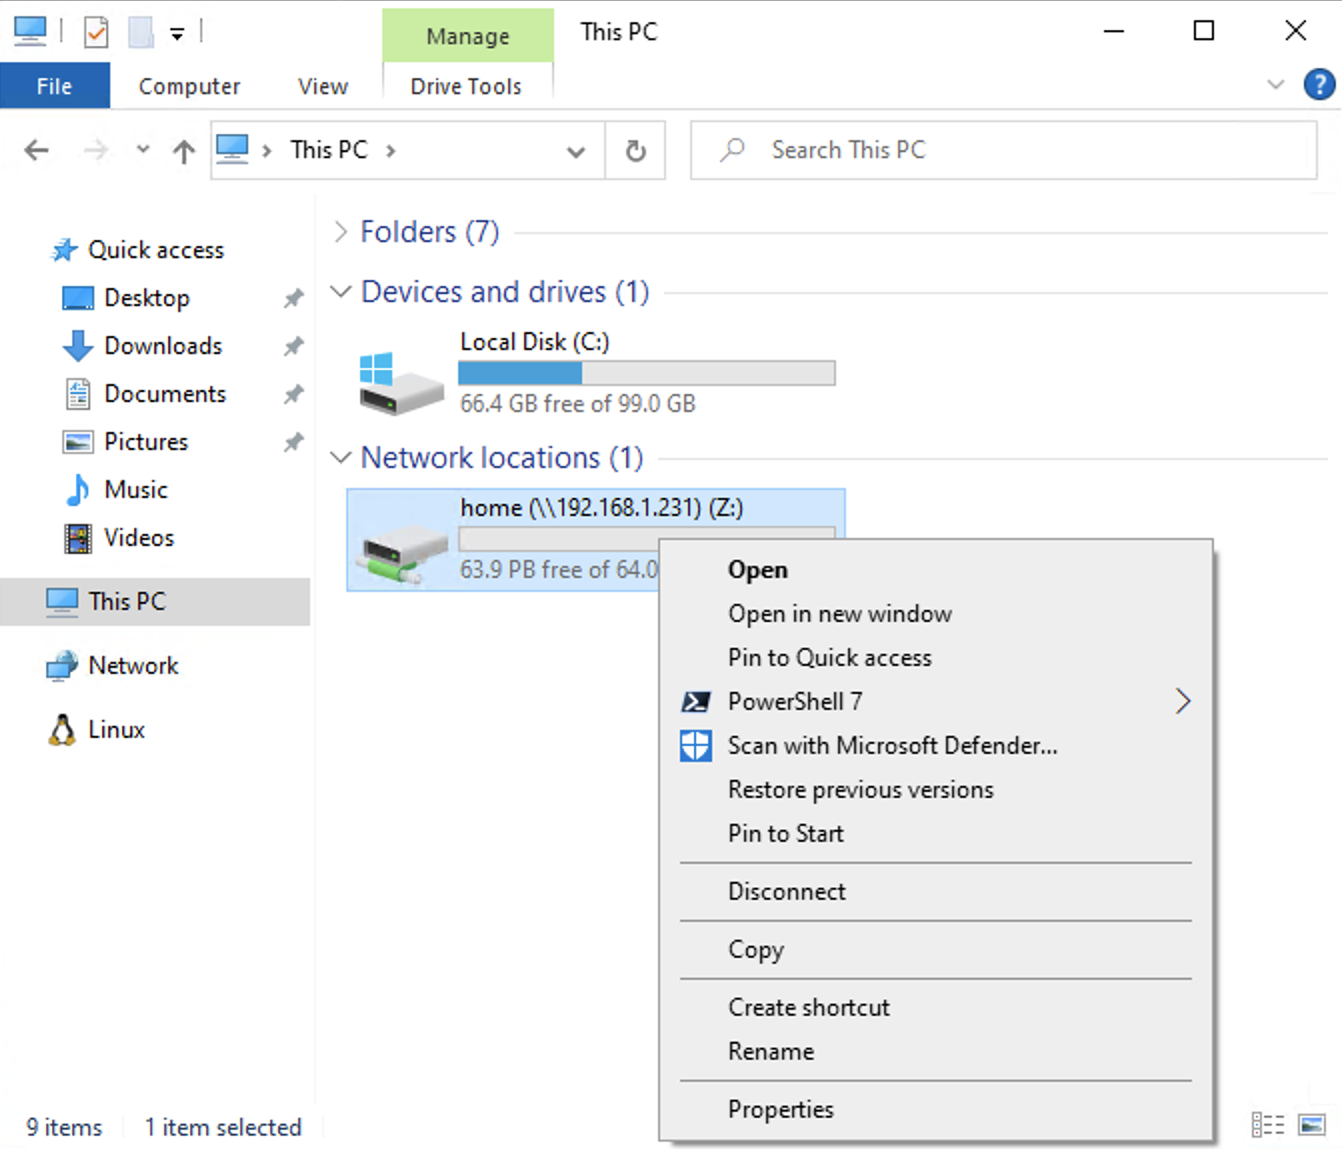 Manage
This PC
File
Computer
View
Drive Tools
?
This PC
Search This PC
Quick access
Desktop
Downloads
Documents
Pictures
Music
Videos
This PC
Network
Linux
Folders (7)
Devices and drives (1)
Local Disk (C:)
66.4 GB free of 99.0 GB
Network locations (1)
home (\\192.168.1.231) (Z:)
63.9 PB free of 64.0
Open
Open in new window
Pin to Quick access
PowerShell 7
Scan with Microsoft Defender...
Restore previous versions
Pin to Start
Disconnect
Copy
Create shortcut
Rename
Properties
9 items
1 item selected